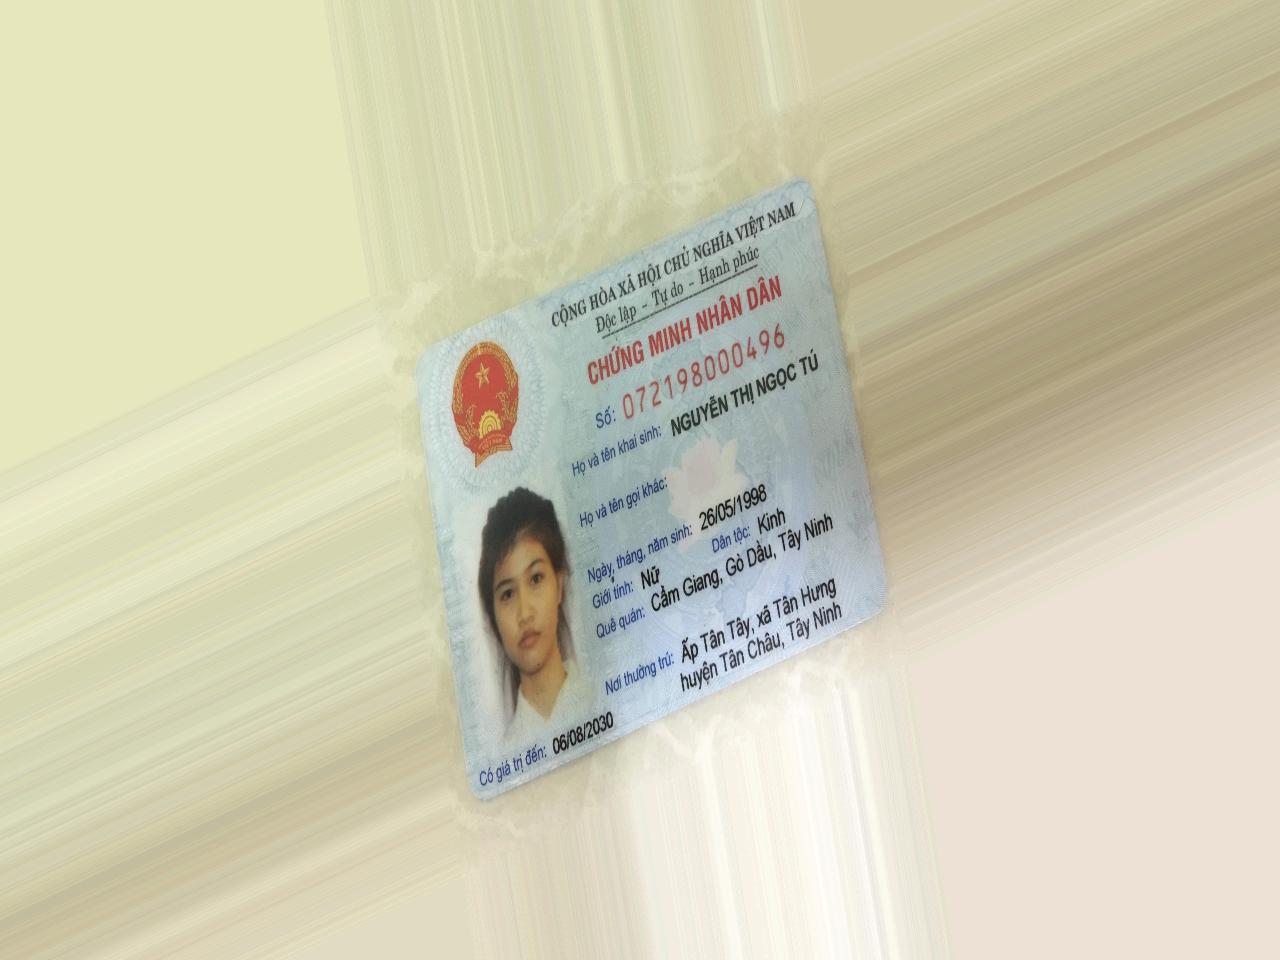 CỘNG HÒA XÃ HỘI CHỦ NGHĨA VIỆT NAM
Độc lập - Tự do - Hạnh phúc
CHỨNG MINH NHÂN DÂN
Số: 072198000496
Họ và tên khai sinh: NGUYỄN THỊ NGỌC TÚ
Họ và tên gọi khác:
Ngày, tháng, năm sinh: 26/05/1998
Giới tính: Nữ Dân tộc: Kinh
Quê quán: Cẩm Giang, Gò Dầu, Tây Ninh
Nơi thường trú: Ấp Tân Tây, xã Tân Hưng
huyện Tân Châu, Tây Ninh
Có giá trị đến: 06/08/2030